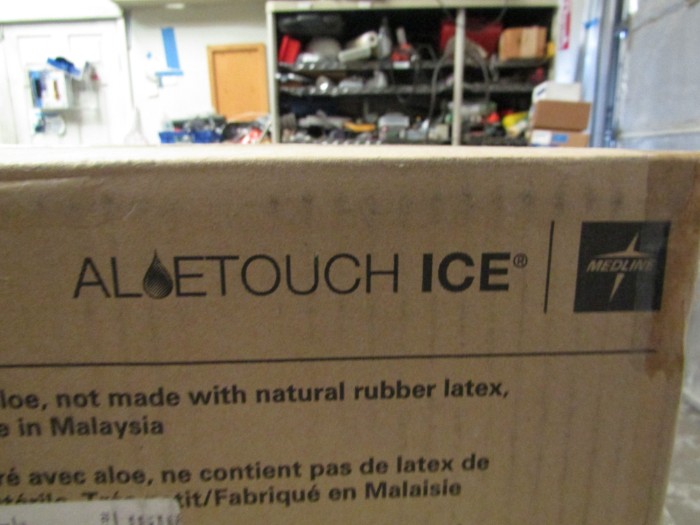 ALOETOUCH ICE®
MEDLINE
loe, not made with natural rubber latex,
e in Malaysia
ré avec aloe, ne contient pas de latex de
tit/Fabriqué en Malaisie